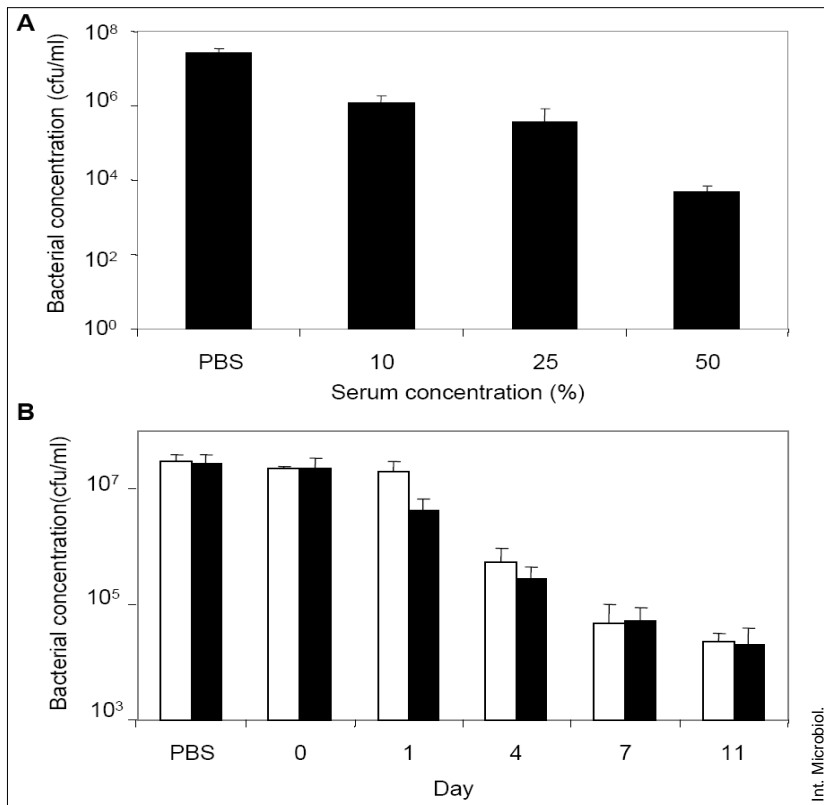 A
Bacterial concentration (cfu/ml)
10⁸
10⁶
10⁴
10²
10⁰
PBS 10 25 50
Serum concentration (%)
B
Bacterial concentration(cfu/ml)
10⁷
10⁵
10³
PBS 0 1 4 7 11
Day
Int. Microbiol.